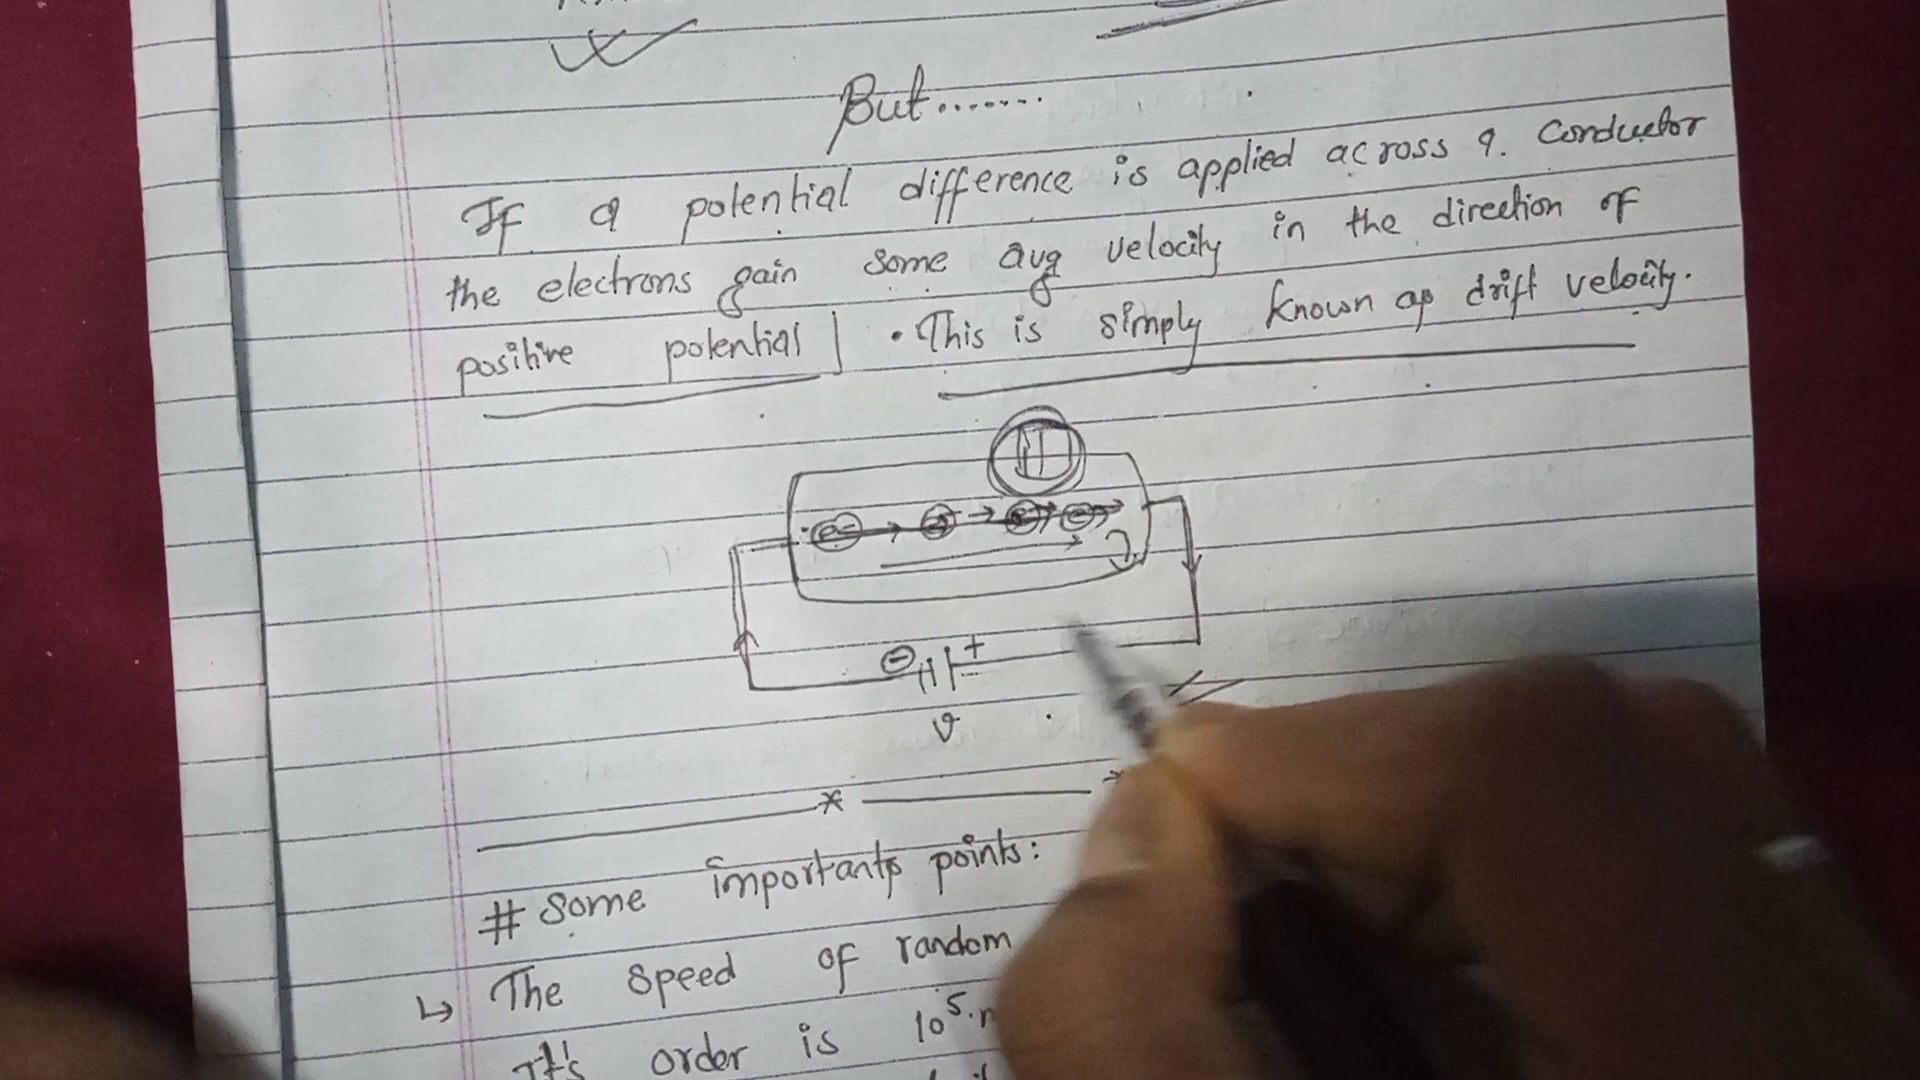 But.......
If a potential difference is applied across a. Conductor
the electrons gain some avg velocity in the direction of
positive potential | . This is simply known as drift velocity.
e- e e e
⊖ +
V
# Some importants points:
↳ The speed of random
It's order is 10⁵.